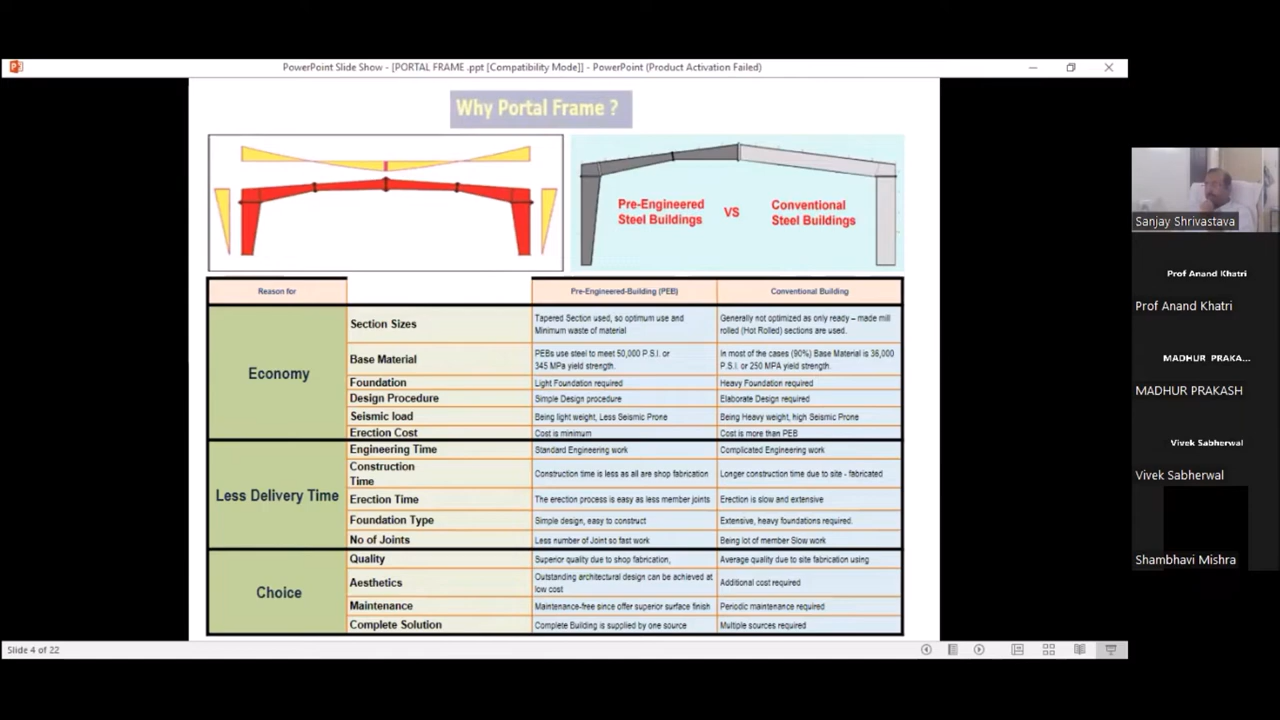 PowerPoint Slide Show - [PORTAL FRAME .ppt [Compatibility Mode]] - PowerPoint (Product Activation Failed)
Why Portal Frame ?
Pre-Engineered
Steel Buildings
VS
Conventional
Steel Buildings
Reason for
Pre-Engineered-Building (PEB)
Conventional Building
Economy
Section Sizes
Tapered Section used, so optimum use and
Minimum waste of material
Generally not optimized as only ready – made mill
rolled (Hot Rolled) sections are used.
Base Material
PEBs use steel to meet 50,000 P.S.I. or
345 MPa yield strength.
In most of the cases (90%) Base Material is 36,000
P.S.I. or 250 MPA yield strength.
Foundation
Light Foundation required
Heavy Foundation required
Design Procedure
Simple Design procedure
Elaborate Design required
Seismic load
Being light weight, Less Seismic Prone
Being Heavy weight, high Seismic Prone
Erection Cost
Cost is minimum
Cost is more than PEB
Less Delivery Time
Engineering Time
Standard Engineering work
Complicated Engineering work
Construction
Time
Construction time is less as all are shop fabrication
Longer construction time due to site - fabricated
Erection Time
The erection process is easy as less member joints
Erection is slow and extensive
Foundation Type
Simple design, easy to construct
Extensive, heavy foundations required.
No of Joints
Less number of Joint so fast work
Being lot of member Slow work
Choice
Quality
Superior quality due to shop fabrication,
Average quality due to site fabrication using
Aesthetics
Outstanding architectural design can be achieved at
low cost
Additional cost required
Maintenance
Maintenance-free since offer superior surface finish
Periodic maintenance required
Complete Solution
Complete Building is supplied by one source
Multiple sources required
Slide 4 of 22
Sanjay Shrivastava
Prof Anand Khatri
Prof Anand Khatri
MADHUR PRAKA...
MADHUR PRAKASH
Vivek Sabherwal
Vivek Sabherwal
Shambhavi Mishra